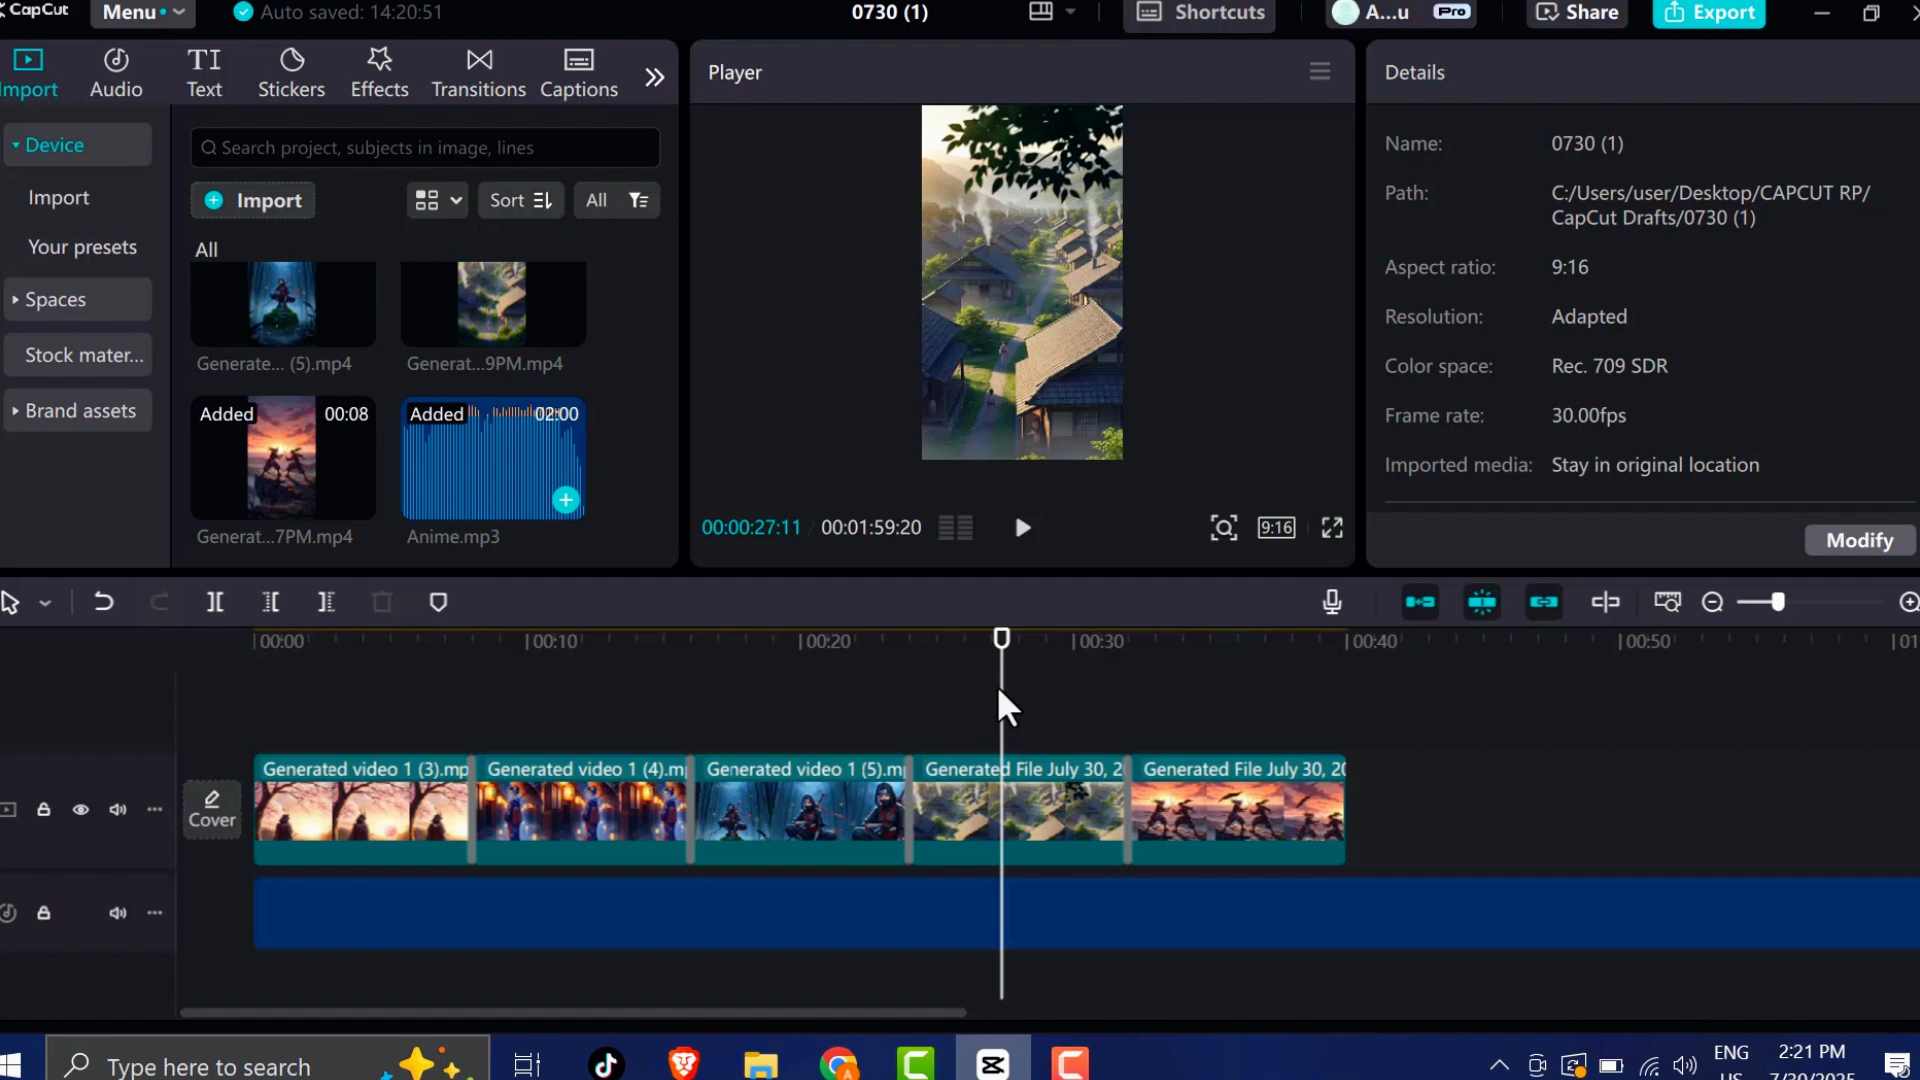 CapCut
Menu
Auto saved: 14:20:51
0730 (1)
Shortcuts
A...u
Pro
Share
Export
Import
Audio
Text
Stickers
Effects
Transitions
Captions
Player
Details
Device
Search project, subjects in image, lines
Import
Import
Sort
All
Your presets
All
Spaces
Stock mater...
Brand assets
Generate... (5).mp4
Generat...9PM.mp4
Added
00:08
Added
02:00
Generat...7PM.mp4
Anime.mp3
00:00:27:11
00:01:59:20
9:16
Name:
0730 (1)
Path:
C:/Users/user/Desktop/CAPCUT RP/
CapCut Drafts/0730 (1)
Aspect ratio:
9:16
Resolution:
Adapted
Color space:
Rec. 709 SDR
Frame rate:
30.00fps
Imported media:
Stay in original location
Modify
00:00
00:10
00:20
00:30
00:40
00:50
01
Cover
Generated video 1 (3).mp
Generated video 1 (4).m
Generated video 1 (5).m
Generated File July 30, 2
Generated File July 30, 20
Type here to search
ENG
US
2:21 PM
7/30/2025